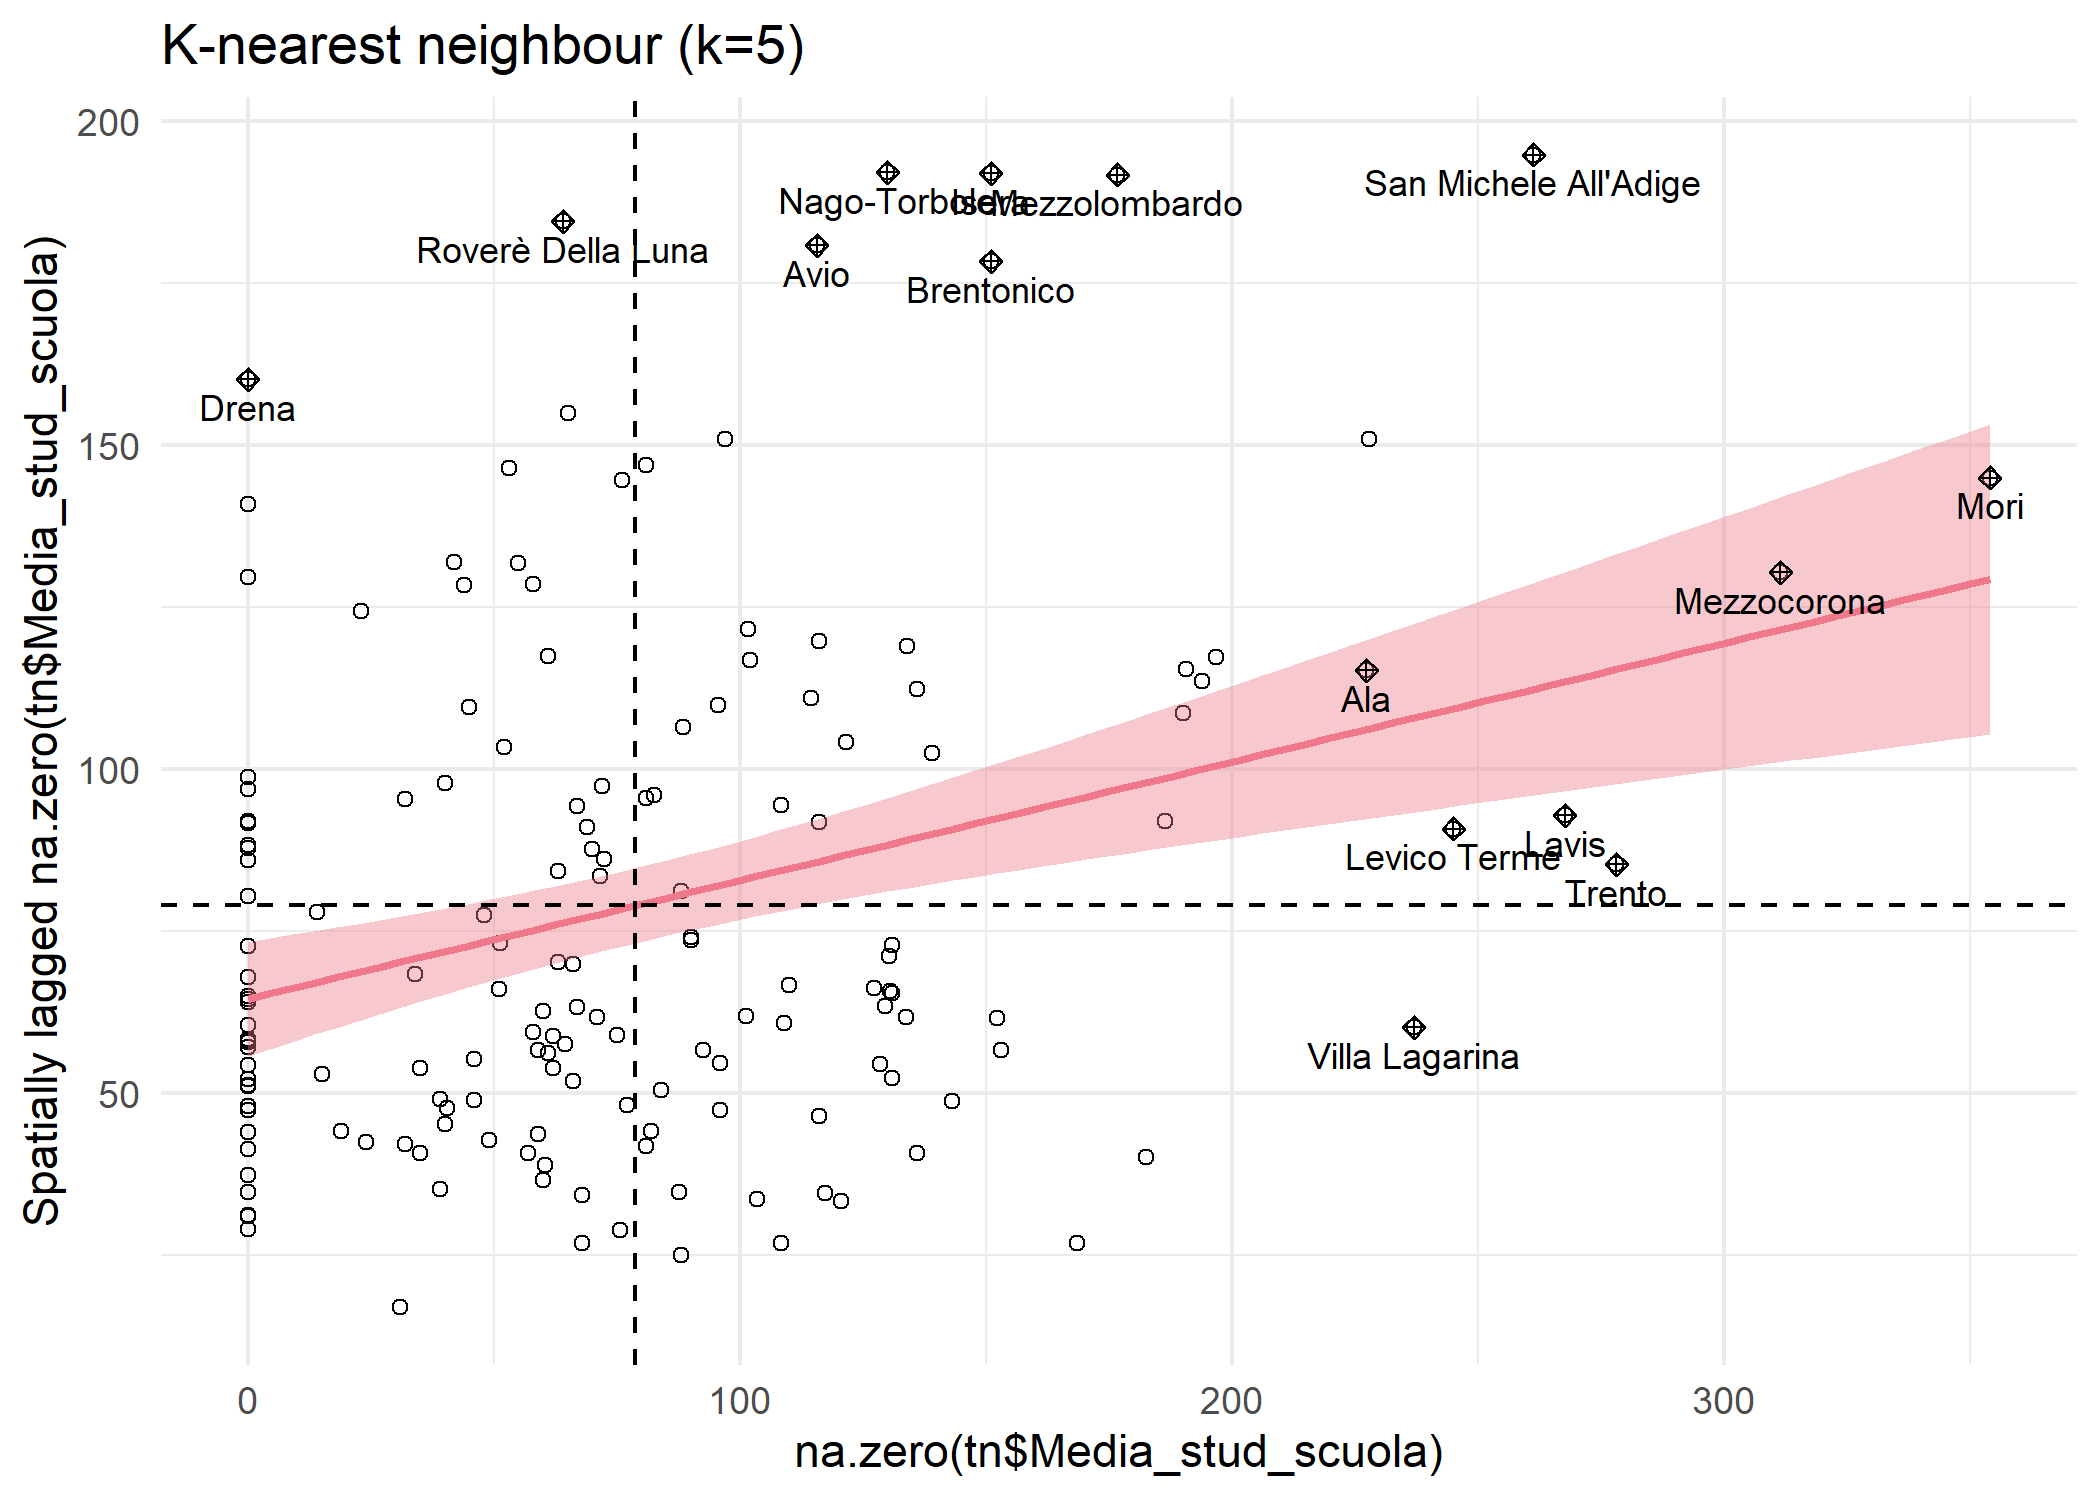 K-nearest neighbour (k=5)
200
150
100
50
Spatially lagged na.zero(tn$Media_stud_scuola)
San Michele All'Adige
Nago-Torbole
Isera
Mezzolombardo
Roverè Della Luna
Avio
Brentonico
Drena
Mori
Mezzocorona
Ala
Lavis
Levico Terme
Trento
Villa Lagarina
0 100 200 300
na.zero(tn$Media_stud_scuola)